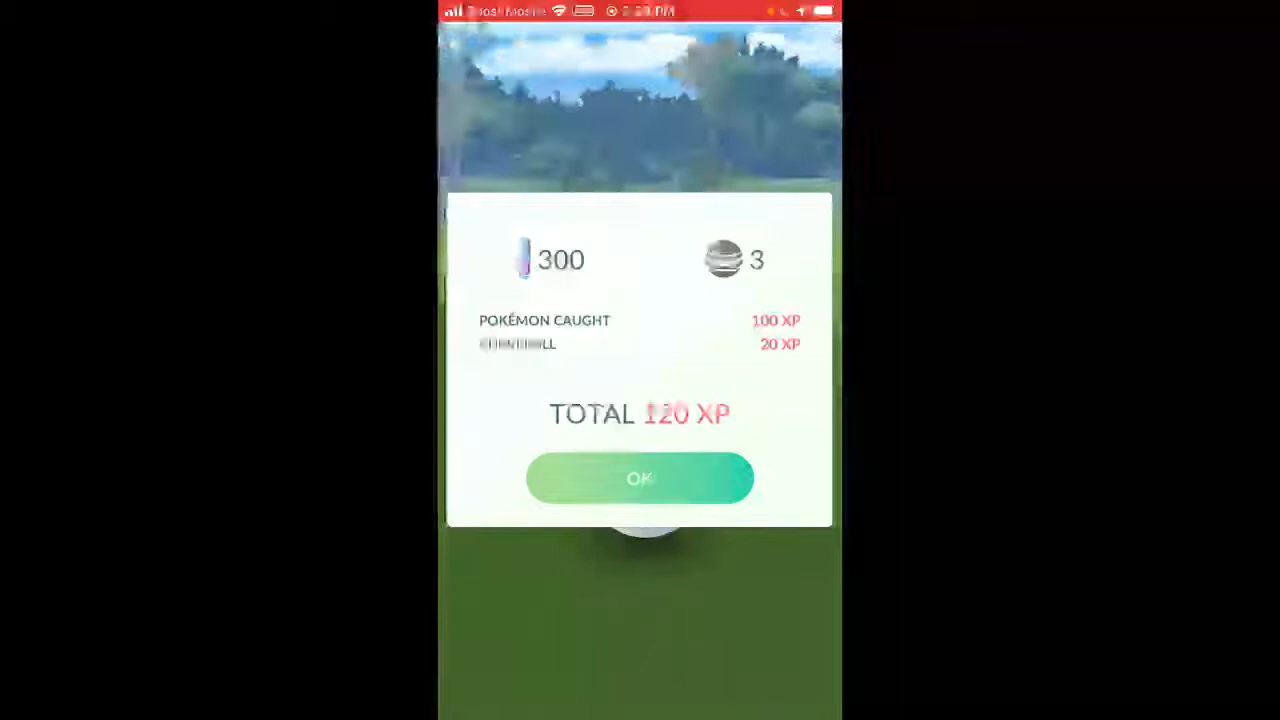 300 3
POKÉMON CAUGHT 100 XP
20 XP
TOTAL 120 XP
OK